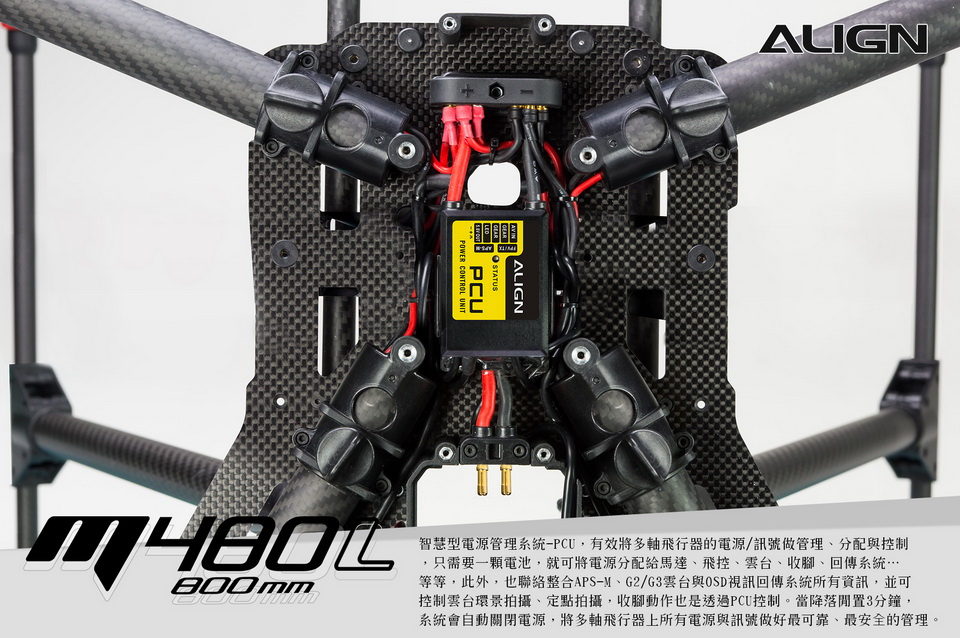 ALIGN
+ −
AV IN
GEAR
GEAR
LED
FPV/TX
APS-M
STATUS
ALIGN
PCU
POWER CONTROL UNIT
M480L
800mm
智慧型電源管理系統-PCU，有效將多軸飛行器的電源/訊號做管理、分配與控制
，只需要一顆電池，就可將電源分配給馬達、飛控、雲台、收腳、回傳系統…
等等，此外，也聯絡整合APS-M、G2/G3雲台與OSD視訊回傳系統所有資訊，並可
控制雲台環景拍攝、定點拍攝，收腳動作也是透過PCU控制。當降落閒置3分鐘，
系統會自動關閉電源，將多軸飛行器上所有電源與訊號做好最可靠、最安全的管理。